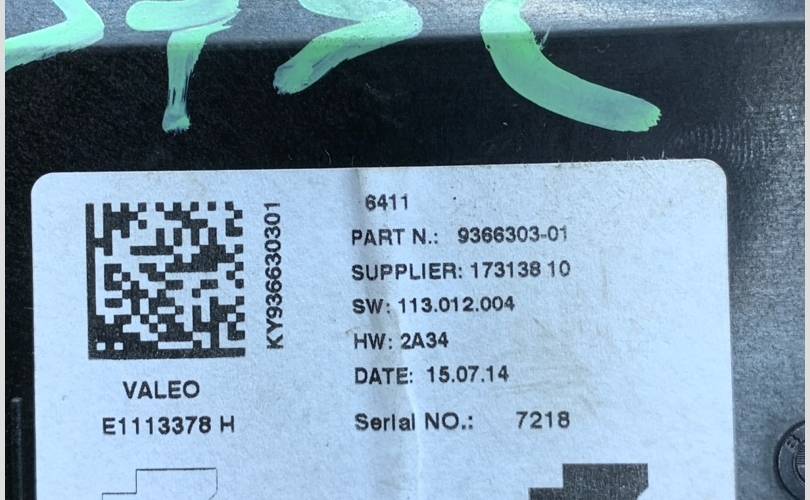 6411
PART N.: 9366303-01
SUPPLIER: 173138 10
SW: 113.012.004
HW: 2A34
DATE: 15.07.14
Serial NO.: 7218
KY936630301
VALEO
E1113378 H